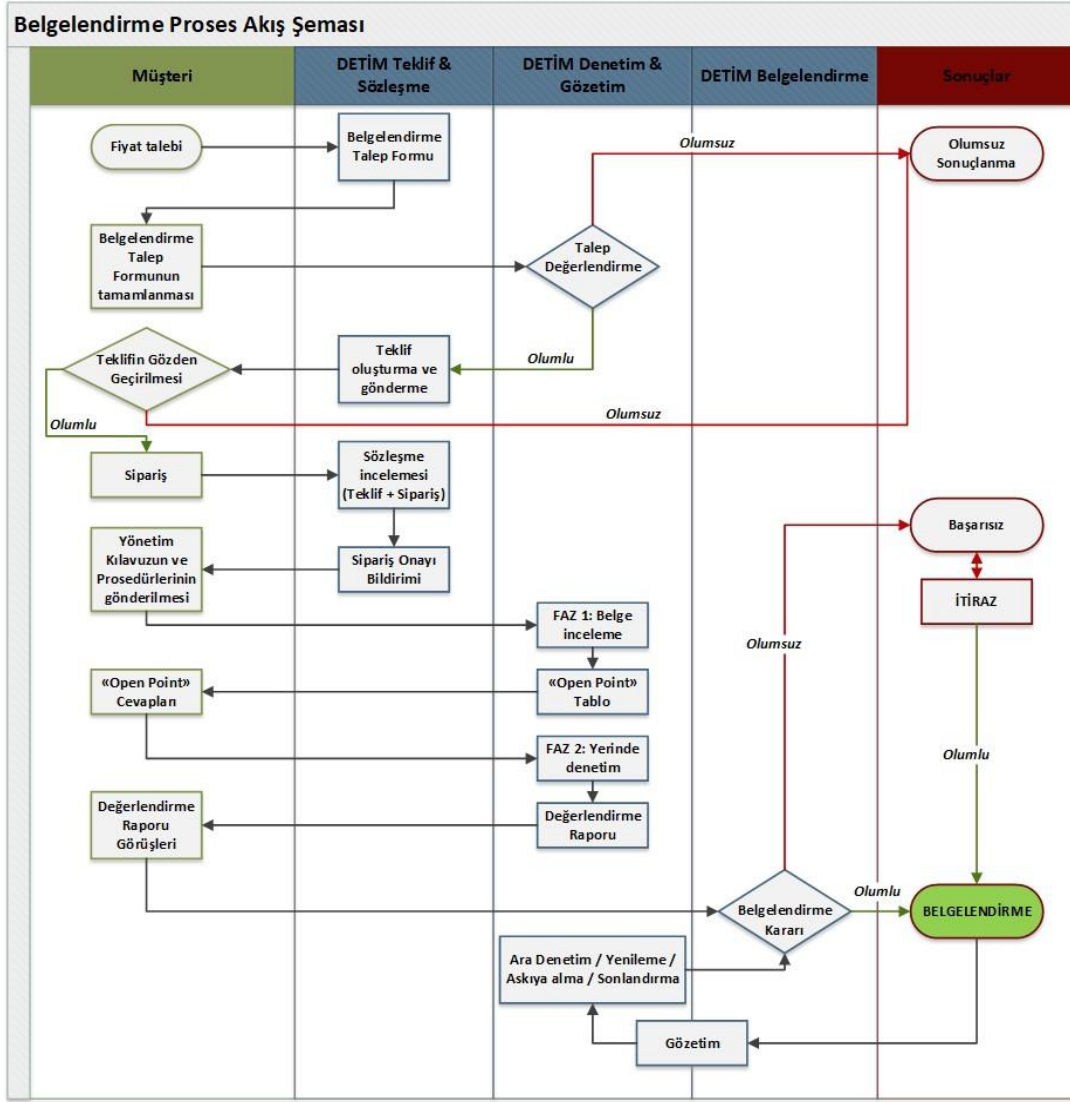 Belgelendirme Proses Akış Şeması
Müşteri
DETİM Teklif &
Sözleşme
DETİM Denetim &
Gözetim
DETİM Belgelendirme
Sonuçlar
Fiyat talebi
Belgelendirme
Talep Formu
Olumsuz
Olumsuz
Sonuçlanma
Belgelendirme
Talep
Formunun
tamamlanması
Talep
Değerlendirme
Teklifin Gözden
Geçirilmesi
Teklif
oluşturma ve
gönderme
Olumlu
Olumsuz
Olumlu
Sipariş
Sözleşme
incelemesi
(Teklif + Sipariş)
Başarısız
Yönetim
Kılavuzun ve
Prosedürlerinin
gönderilmesi
Sipariş Onayı
Bildirimi
İTİRAZ
FAZ 1: Belge
inceleme
Olumsuz
«Open Point»
Cevapları
«Open Point»
Tablo
FAZ 2: Yerinde
denetim
Olumlu
Değerlendirme
Raporu
Görüşleri
Değerlendirme
Raporu
Belgelendirme
Kararı
Olumlu
BELGELENDİRME
Ara Denetim / Yenileme /
Askıya alma / Sonlandırma
Gözetim